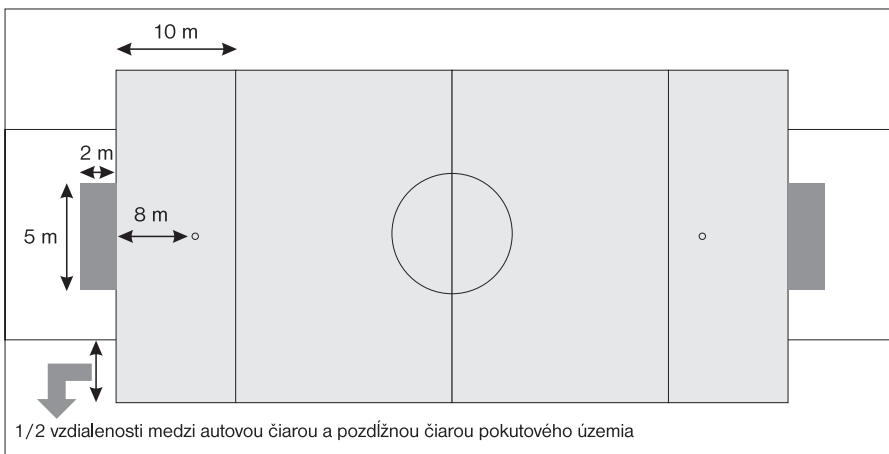 10 m
2 m
8 m
5 m
1/2 vzdialenosti medzi autovou čiarou a pozdĺžnou čiarou pokutového územia